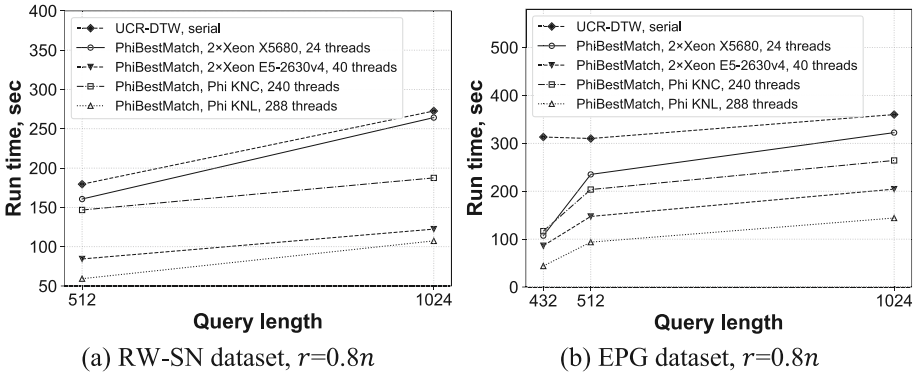 400
350
300
250
200
150
100
50
Run time, sec
UCR-DTW, serial
PhiBestMatch, 2×Xeon X5680, 24 threads
PhiBestMatch, 2×Xeon E5-2630v4, 40 threads
PhiBestMatch, Phi KNC, 240 threads
PhiBestMatch, Phi KNL, 288 threads
512
1024
Query length
(a) RW-SN dataset, r=0.8n
500
400
300
200
100
0
Run time, sec
UCR-DTW, serial
PhiBestMatch, 2×Xeon X5680, 24 threads
PhiBestMatch, 2×Xeon E5-2630v4, 40 threads
PhiBestMatch, Phi KNC, 240 threads
PhiBestMatch, Phi KNL, 288 threads
432
512
1024
Query length
(b) EPG dataset, r=0.8n